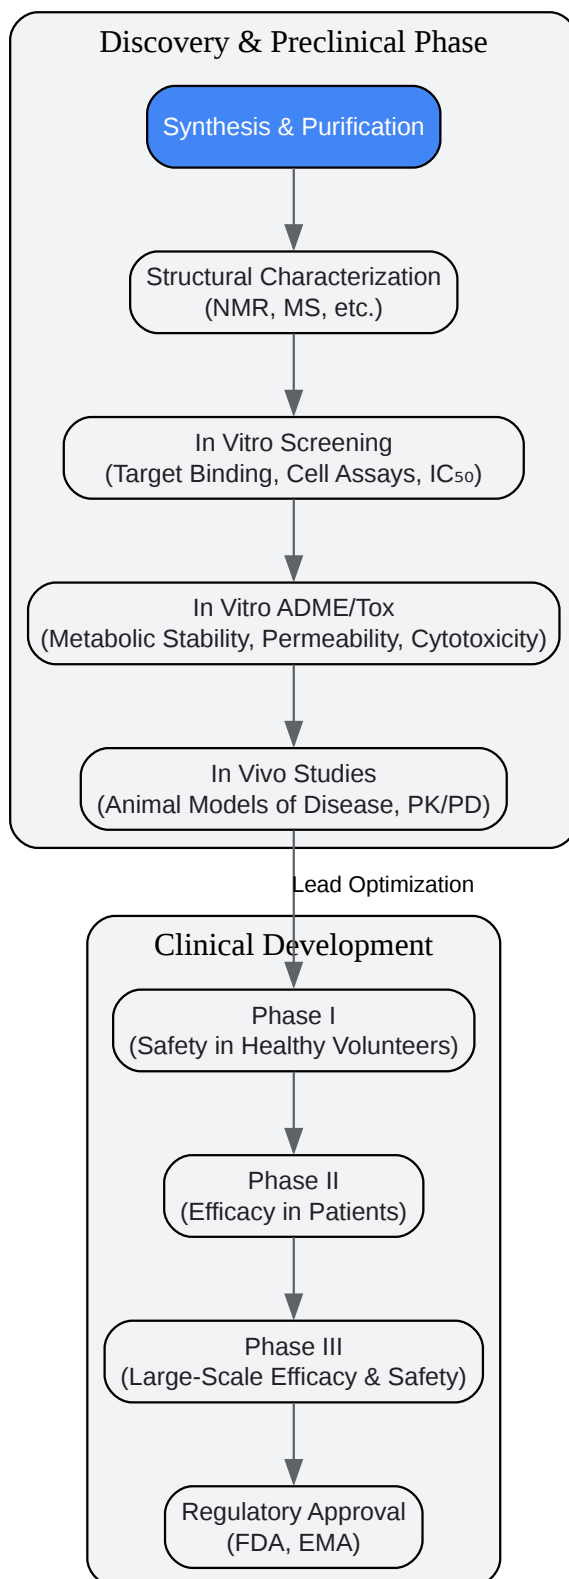 Discovery & Preclinical Phase
Synthesis & Purification
Structural Characterization
(NMR, MS, etc.)
In Vitro Screening
(Target Binding, Cell Assays, IC₅₀)
In Vitro ADME/Tox
(Metabolic Stability, Permeability, Cytotoxicity)
In Vivo Studies
(Animal Models of Disease, PK/PD)
Lead Optimization
Clinical Development
Phase I
(Safety in Healthy Volunteers)
Phase II
(Efficacy in Patients)
Phase III
(Large-Scale Efficacy & Safety)
Regulatory Approval
(FDA, EMA)